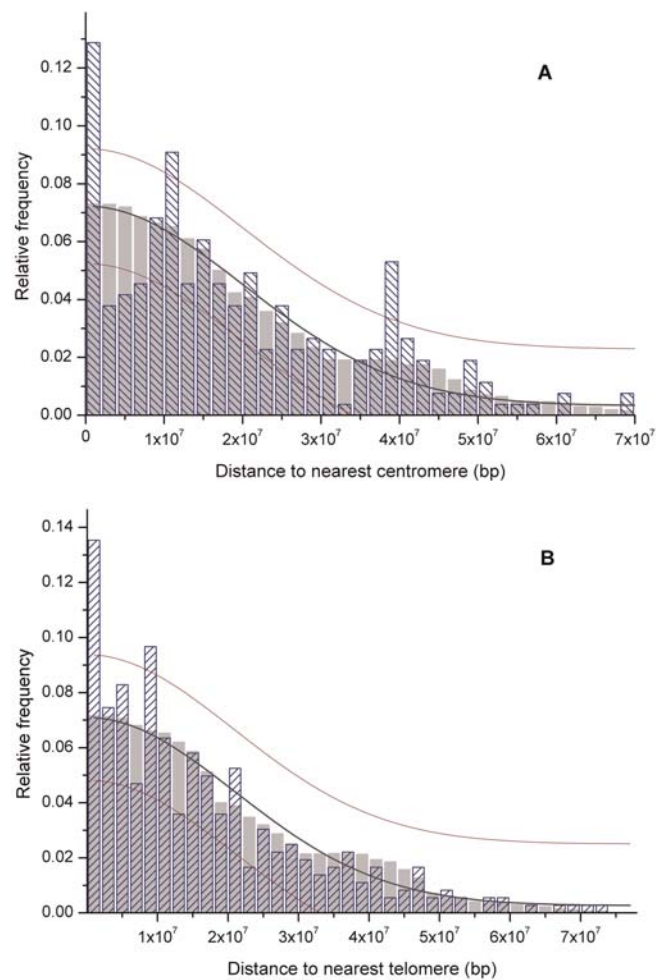 A
0.12
0.10
0.08
0.06
0.04
0.02
0.00
Relative frequency
0 1x10⁷ 2x10⁷ 3x10⁷ 4x10⁷ 5x10⁷ 6x10⁷ 7x10⁷
Distance to nearest centromere (bp)
B
0.14
0.12
0.10
0.08
0.06
0.04
0.02
0.00
Relative frequency
1x10⁷ 2x10⁷ 3x10⁷ 4x10⁷ 5x10⁷ 6x10⁷ 7x10⁷
Distance to nearest telomere (bp)